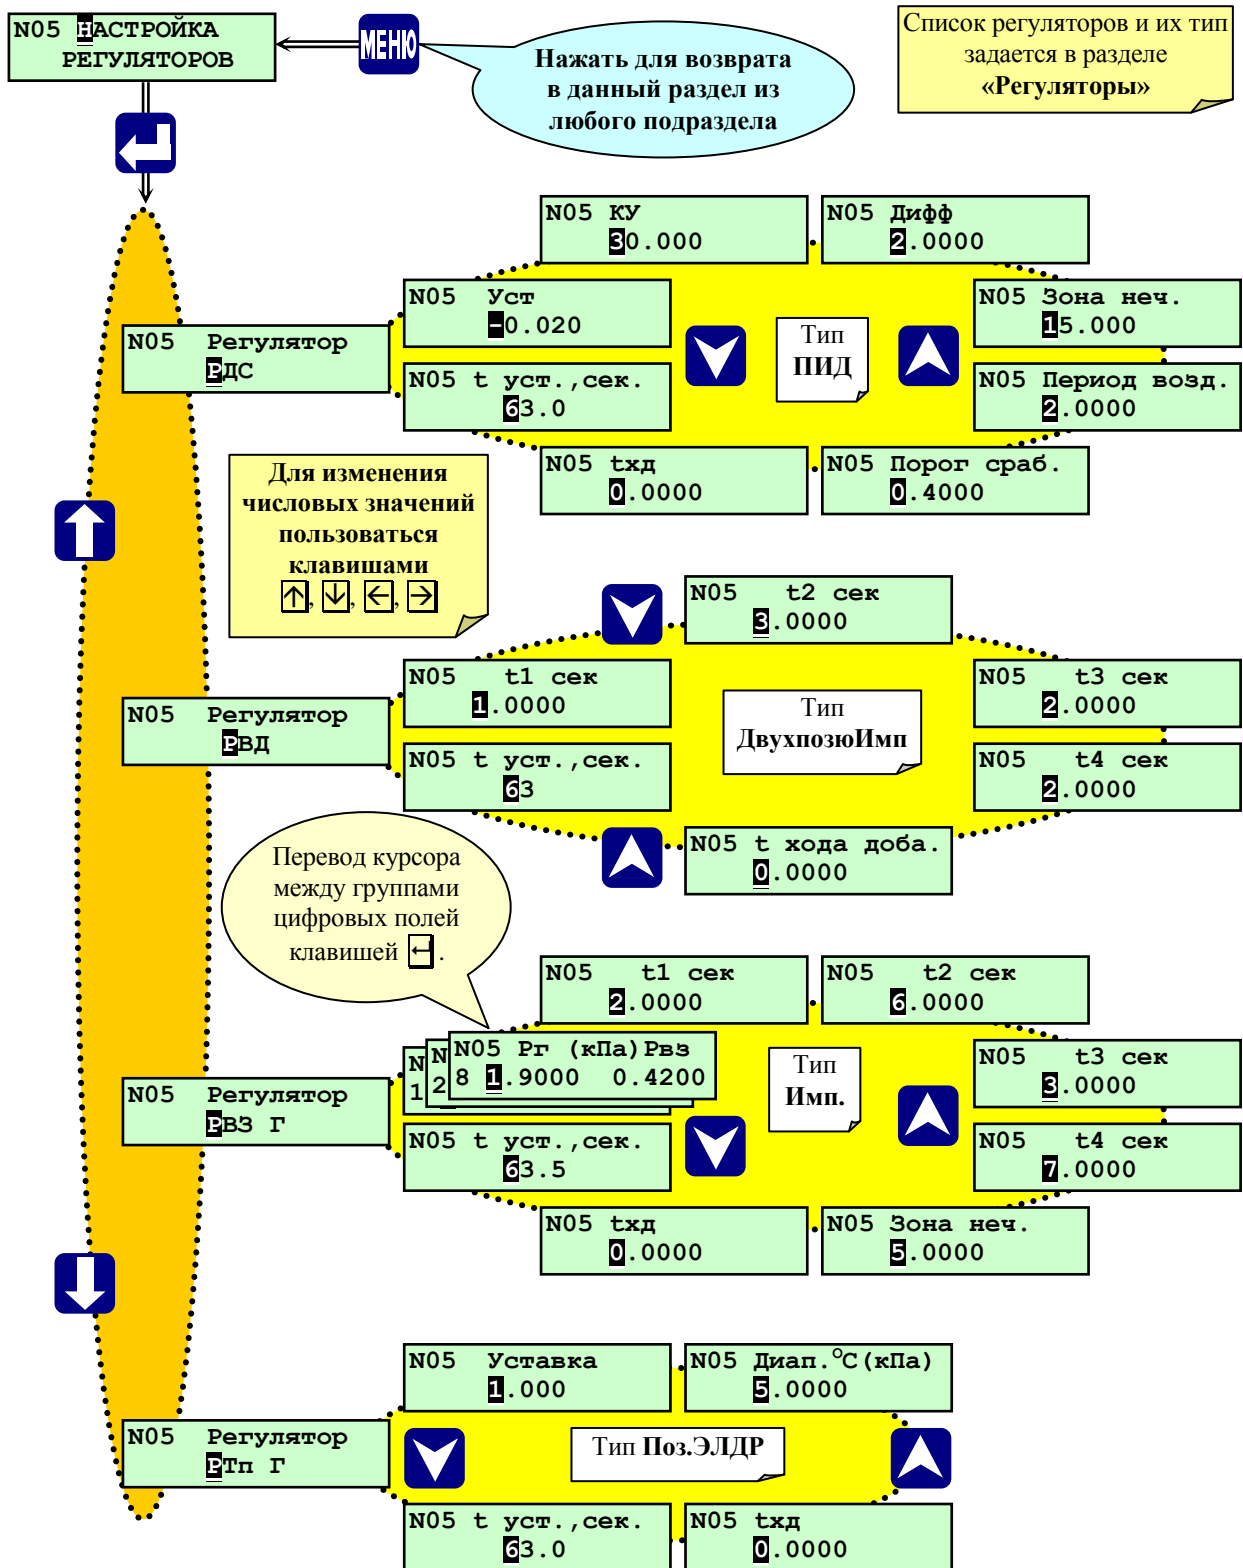 N05 НАСТРОЙКА
РЕГУЛЯТОРОВ
МЕНЮ
Нажать для возврата
в данный раздел из
любого подраздела
Список регуляторов и их тип
задается в разделе
«Регуляторы»
N05 КУ
30.000
N05 Дифф
2.0000
N05 Уст
-0.020
N05 Зона неч.
15.000
N05 Регулятор
РДС
Тип
ПИД
N05 t уст.,сек.
63.0
N05 Период возд.
2.0000
N05 tхд
0.0000
N05 Порог сраб.
0.4000
Для изменения
числовых значений
пользоваться
клавишами
↑, ↓, ←, →
N05 t2 сек
3.0000
N05 t1 сек
1.0000
N05 t3 сек
2.0000
N05 Регулятор
РВД
Тип
ДвухпозюИмп
N05 t уст.,сек.
63
N05 t4 сек
2.0000
N05 t хода доба.
0.0000
Перевод курсора
между группами
цифровых полей
клавишей ↵.
N05 t1 сек
2.0000
N05 t2 сек
6.0000
N
1
N
2
N05 Рг (кПа)Рвз
8 1.9000 0.4200
N05 t3 сек
3.0000
N05 Регулятор
РВЗ Г
Тип
Имп.
N05 t уст.,сек.
63.5
N05 t4 сек
7.0000
N05 tхд
0.0000
N05 Зона неч.
5.0000
N05 Уставка
1.000
N05 Диап.°С(кПа)
5.0000
N05 Регулятор
РТп Г
Тип Поз.ЭЛДР
N05 t уст.,сек.
63.0
N05 tхд
0.0000